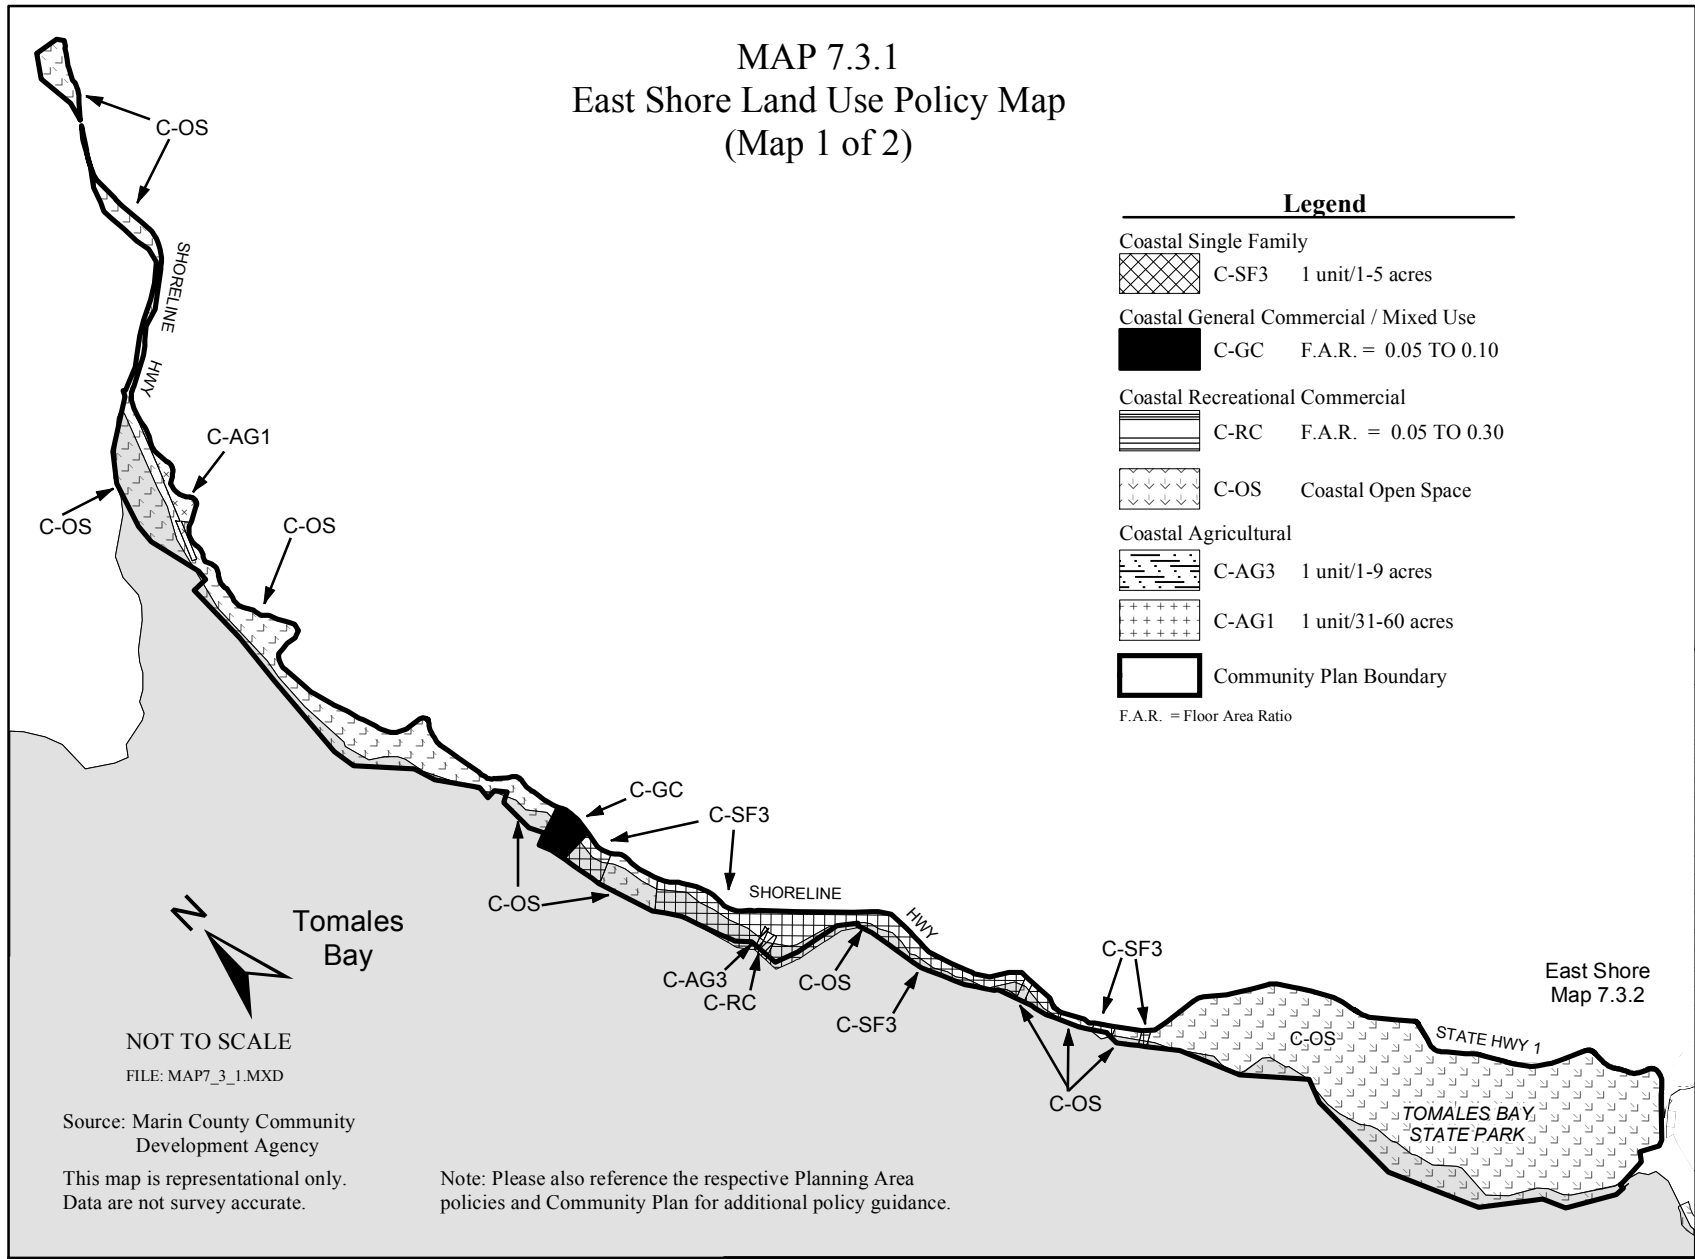 MAP 7.3.1
East Shore Land Use Policy Map
(Map 1 of 2)
Legend
Coastal Single Family
C-SF3 1 unit/1-5 acres
Coastal General Commercial / Mixed Use
C-GC F.A.R. = 0.05 TO 0.10
Coastal Recreational Commercial
C-RC F.A.R. = 0.05 TO 0.30
C-OS Coastal Open Space
Coastal Agricultural
C-AG3 1 unit/1-9 acres
C-AG1 1 unit/31-60 acres
Community Plan Boundary
F.A.R. = Floor Area Ratio
C-OS
SHORELINE
HWY
C-AG1
C-OS
C-OS
C-GC
C-SF3
C-OS
SHORELINE
HWY
C-AG3
C-RC
C-OS
C-SF3
C-SF3
C-OS
C-OS
STATE HWY 1
TOMALES BAY
STATE PARK
East Shore
Map 7.3.2
N
Tomales
Bay
NOT TO SCALE
FILE: MAP7_3_1.MXD
Source: Marin County Community
Development Agency
This map is representational only.
Data are not survey accurate.
Note: Please also reference the respective Planning Area
policies and Community Plan for additional policy guidance.